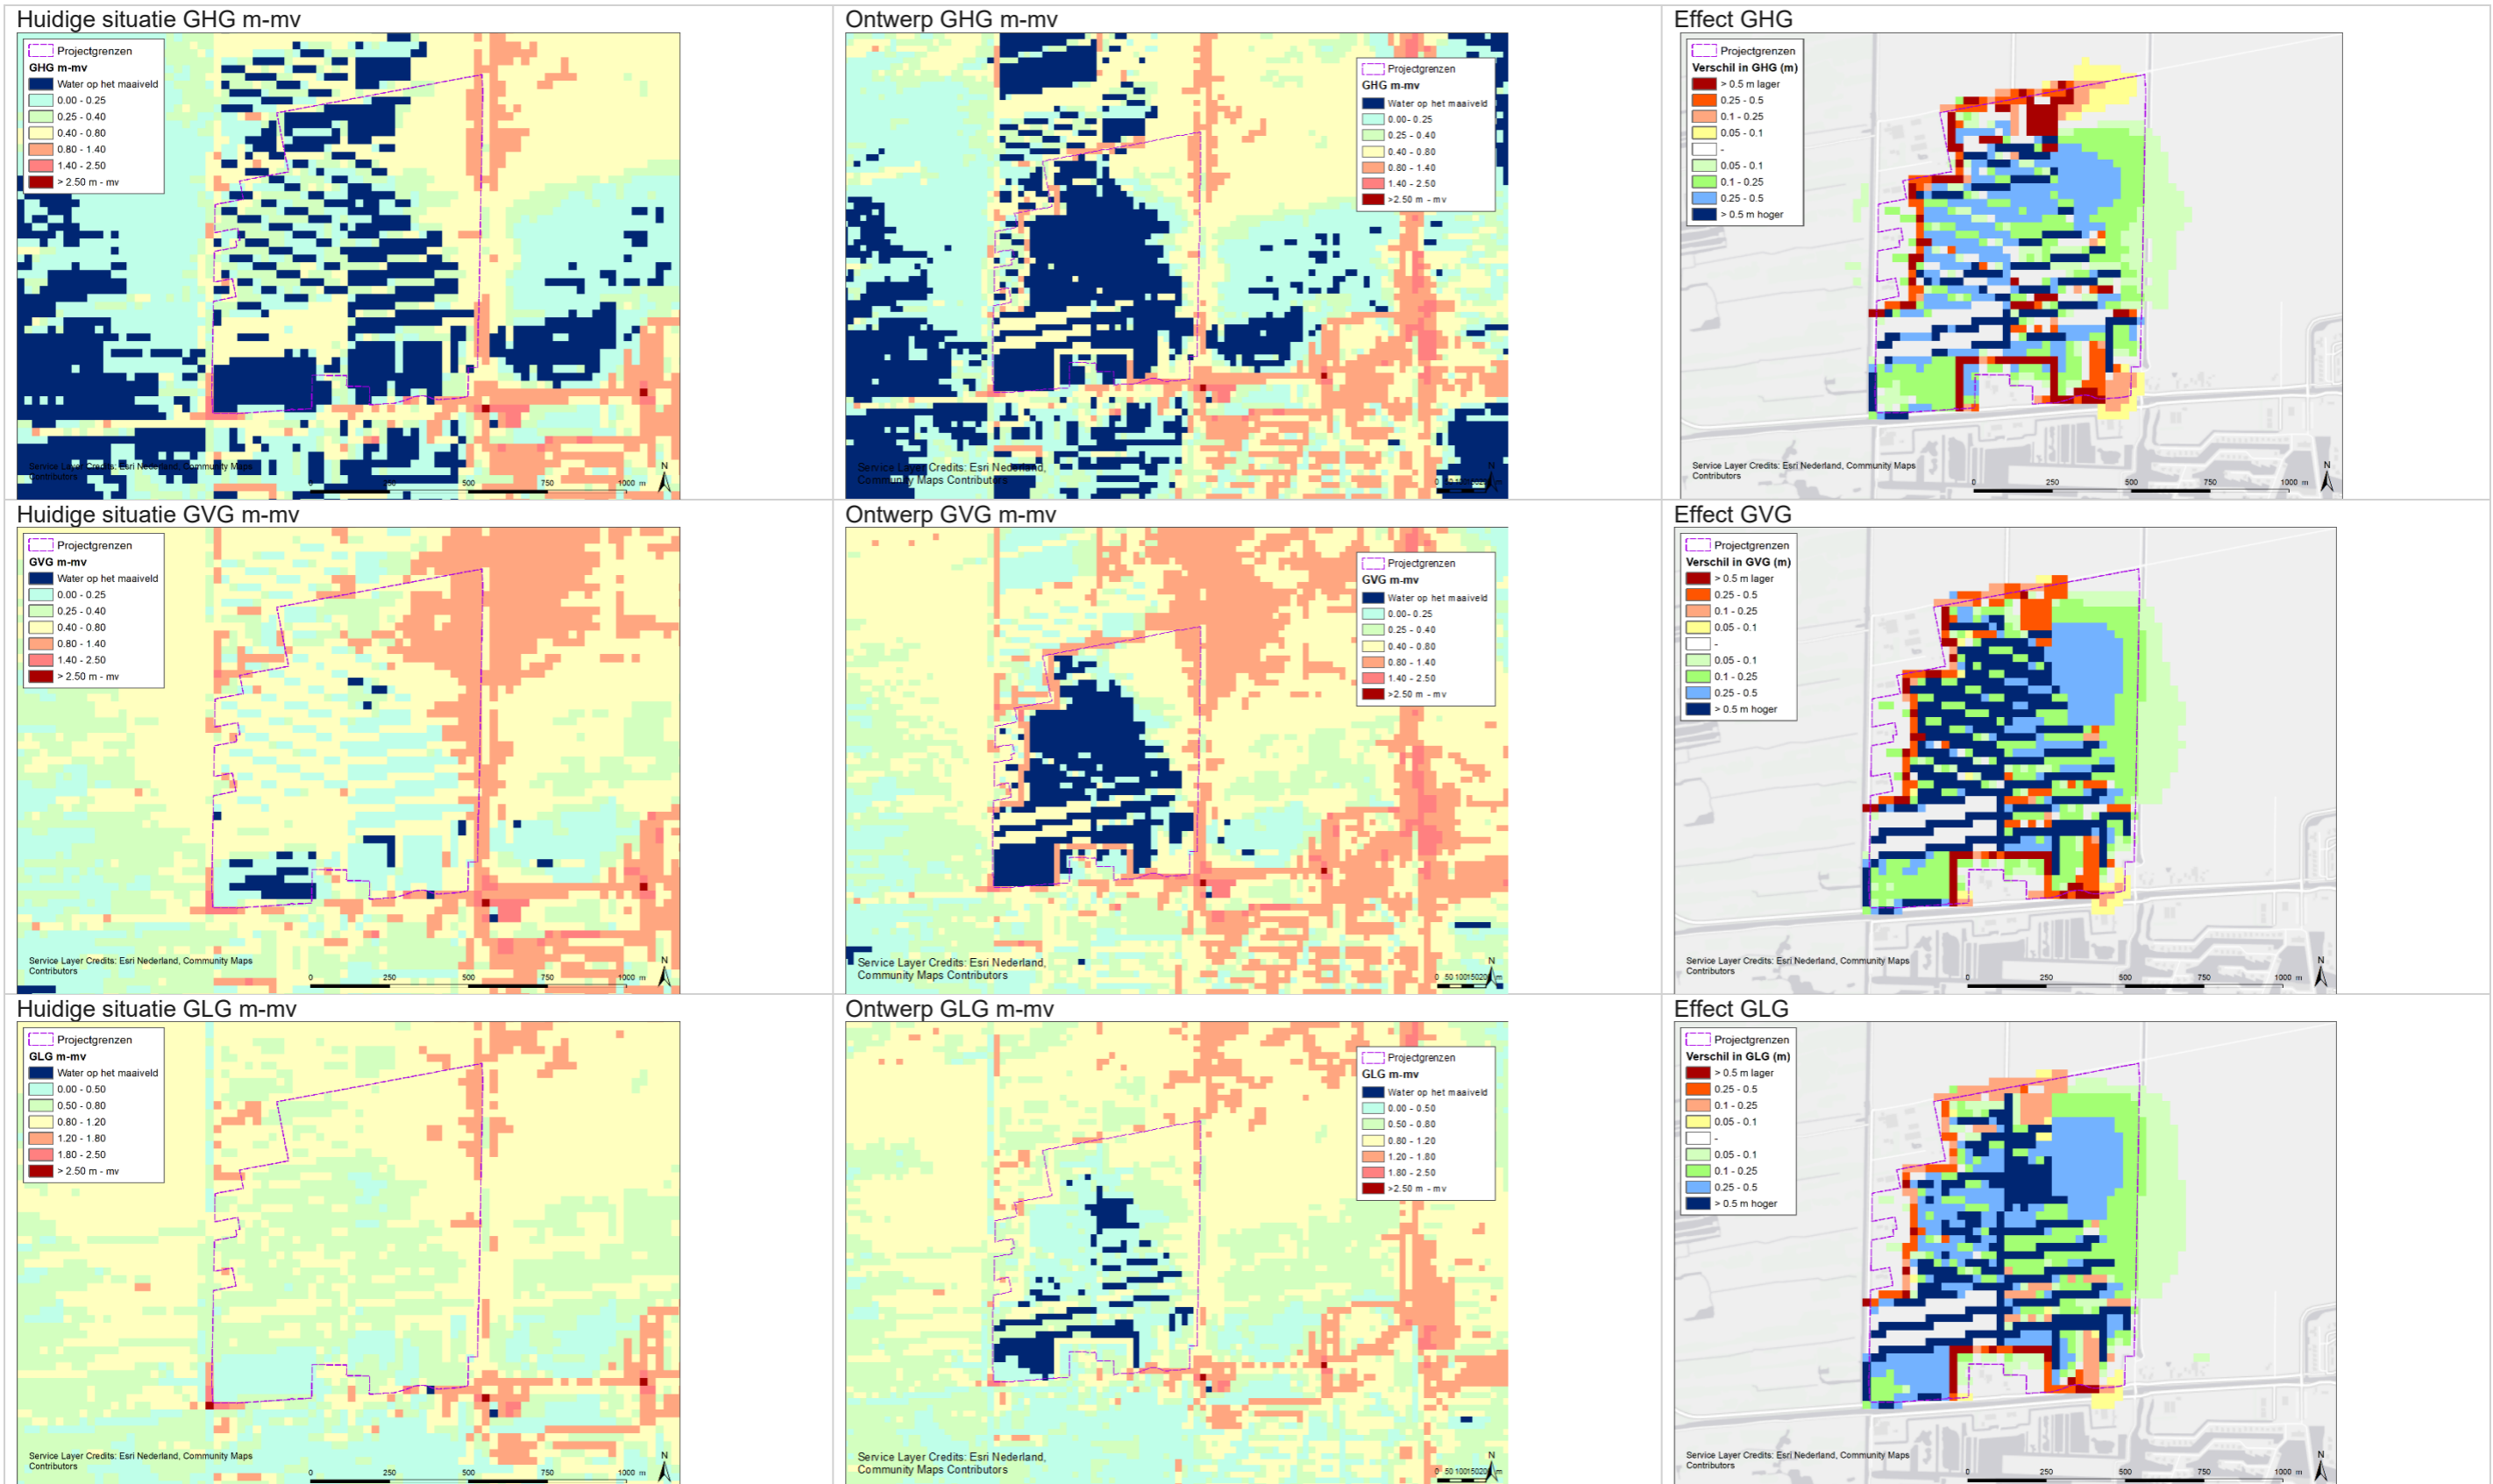 Huidige situatie GHG m-mv
Projectgrenzen
GHG m-mv
Water op het maaiveld
0.00 - 0.25
0.25 - 0.40
0.40 - 0.80
0.80 - 1.40
1.40 - 2.50
> 2.50 m - mv
Service Layer Credits: Esri Nederland, Community Maps
Contributors
0 250 500 750 1000 m
N
Ontwerp GHG m-mv
Projectgrenzen
GHG m-mv
Water op het maaiveld
0.00- 0.25
0.25 - 0.40
0.40 - 0.80
0.80 - 1.40
1.40 - 2.50
>2.50 m - mv
Service Layer Credits: Esri Nederland,
Community Maps Contributors
N
Effect GHG
Projectgrenzen
Verschil in GHG (m)
> 0.5 m lager
0.25 - 0.5
0.1 - 0.25
0.05 - 0.1
-
0.05 - 0.1
0.1 - 0.25
0.25 - 0.5
> 0.5 m hoger
Service Layer Credits: Esri Nederland, Community Maps
Contributors
0 250 500 750 1000 m
N
Huidige situatie GVG m-mv
Projectgrenzen
GVG m-mv
Water op het maaiveld
0.00 - 0.25
0.25 - 0.40
0.40 - 0.80
0.80 - 1.40
1.40 - 2.50
> 2.50 m - mv
Service Layer Credits: Esri Nederland, Community Maps
Contributors
0 250 500 750 1000 m
N
Ontwerp GVG m-mv
Projectgrenzen
GVG m-mv
Water op het maaiveld
0.00- 0.25
0.25 - 0.40
0.40 - 0.80
0.80 - 1.40
1.40 - 2.50
>2.50 m - mv
Service Layer Credits: Esri Nederland,
Community Maps Contributors
0 50 100150200 m
N
Effect GVG
Projectgrenzen
Verschil in GVG (m)
> 0.5 m lager
0.25 - 0.5
0.1 - 0.25
0.05 - 0.1
-
0.05 - 0.1
0.1 - 0.25
0.25 - 0.5
> 0.5 m hoger
Service Layer Credits: Esri Nederland, Community Maps
Contributors
0 250 500 750 1000 m
N
Huidige situatie GLG m-mv
Projectgrenzen
GLG m-mv
Water op het maaiveld
0.00 - 0.50
0.50 - 0.80
0.80 - 1.20
1.20 - 1.80
1.80 - 2.50
> 2.50 m - mv
Service Layer Credits: Esri Nederland, Community Maps
Contributors
0 250 500 750 1000 m
N
Ontwerp GLG m-mv
Projectgrenzen
GLG m-mv
Water op het maaiveld
0.00 - 0.50
0.50 - 0.80
0.80 - 1.20
1.20 - 1.80
1.80 - 2.50
>2.50 m - mv
Service Layer Credits: Esri Nederland,
Community Maps Contributors
0 50 100150200 m
N
Effect GLG
Projectgrenzen
Verschil in GLG (m)
> 0.5 m lager
0.25 - 0.5
0.1 - 0.25
0.05 - 0.1
-
0.05 - 0.1
0.1 - 0.25
0.25 - 0.5
> 0.5 m hoger
Service Layer Credits: Esri Nederland, Community Maps
Contributors
0 250 500 750 1000 m
N